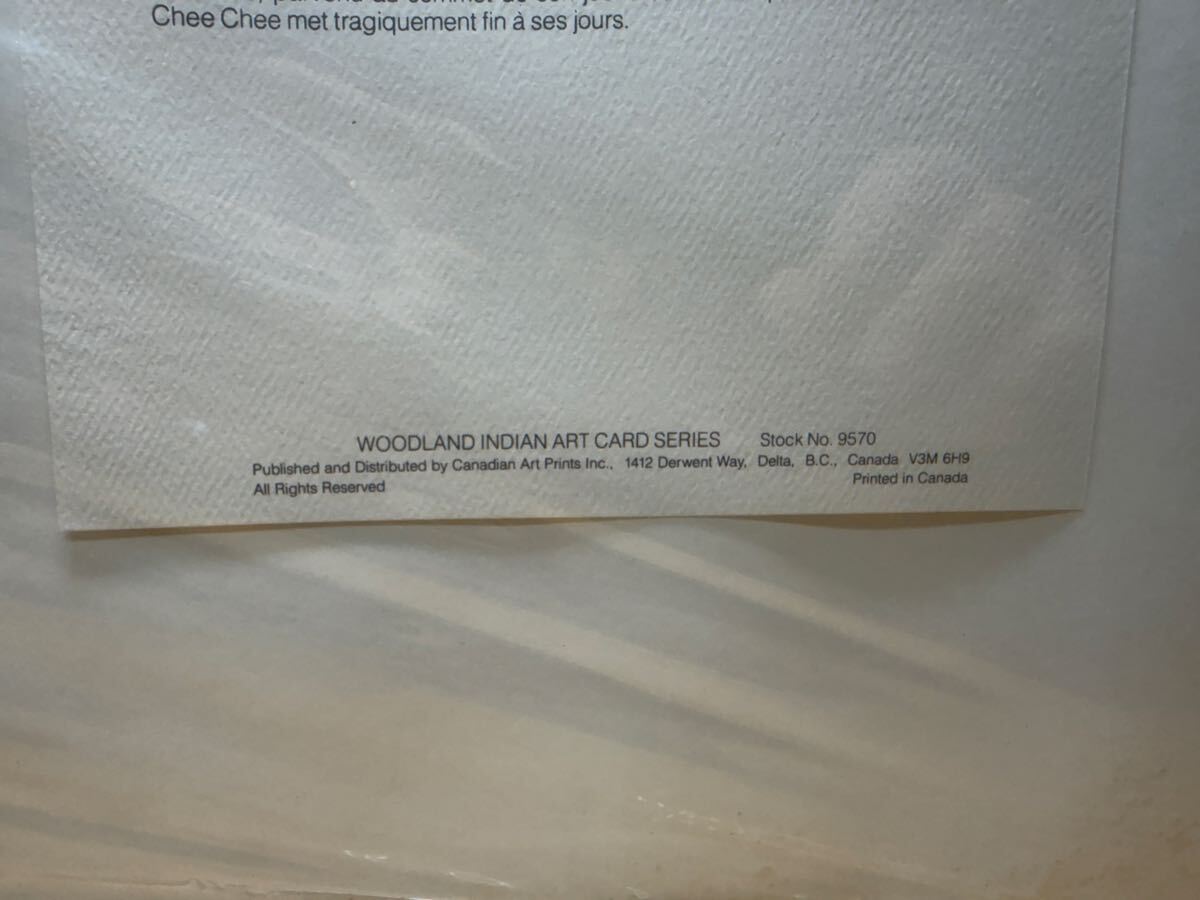 Chee Chee met tragiquement fin à ses jours.
WOODLAND INDIAN ART CARD SERIES Stock No. 9570
Published and Distributed by Canadian Art Prints Inc., 1412 Derwent Way, Delta, B.C., Canada V3M 6H9
All Rights Reserved Printed in Canada